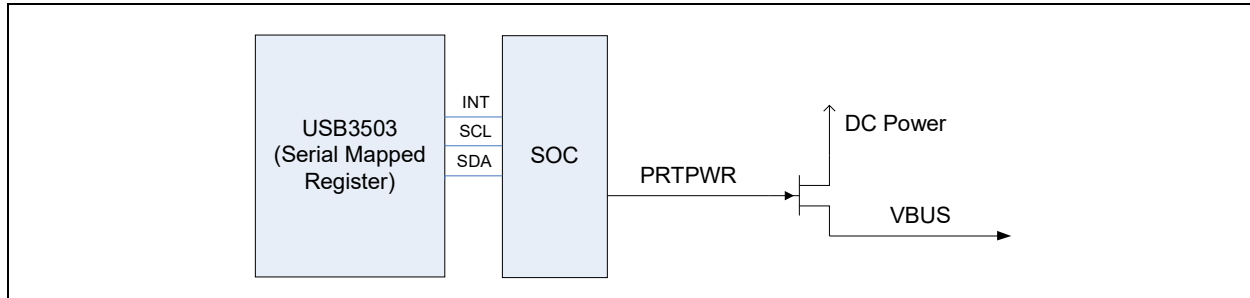 USB3503
(Serial Mapped
Register)
INT
SCL
SDA
SOC
PRTPWR
DC Power
VBUS